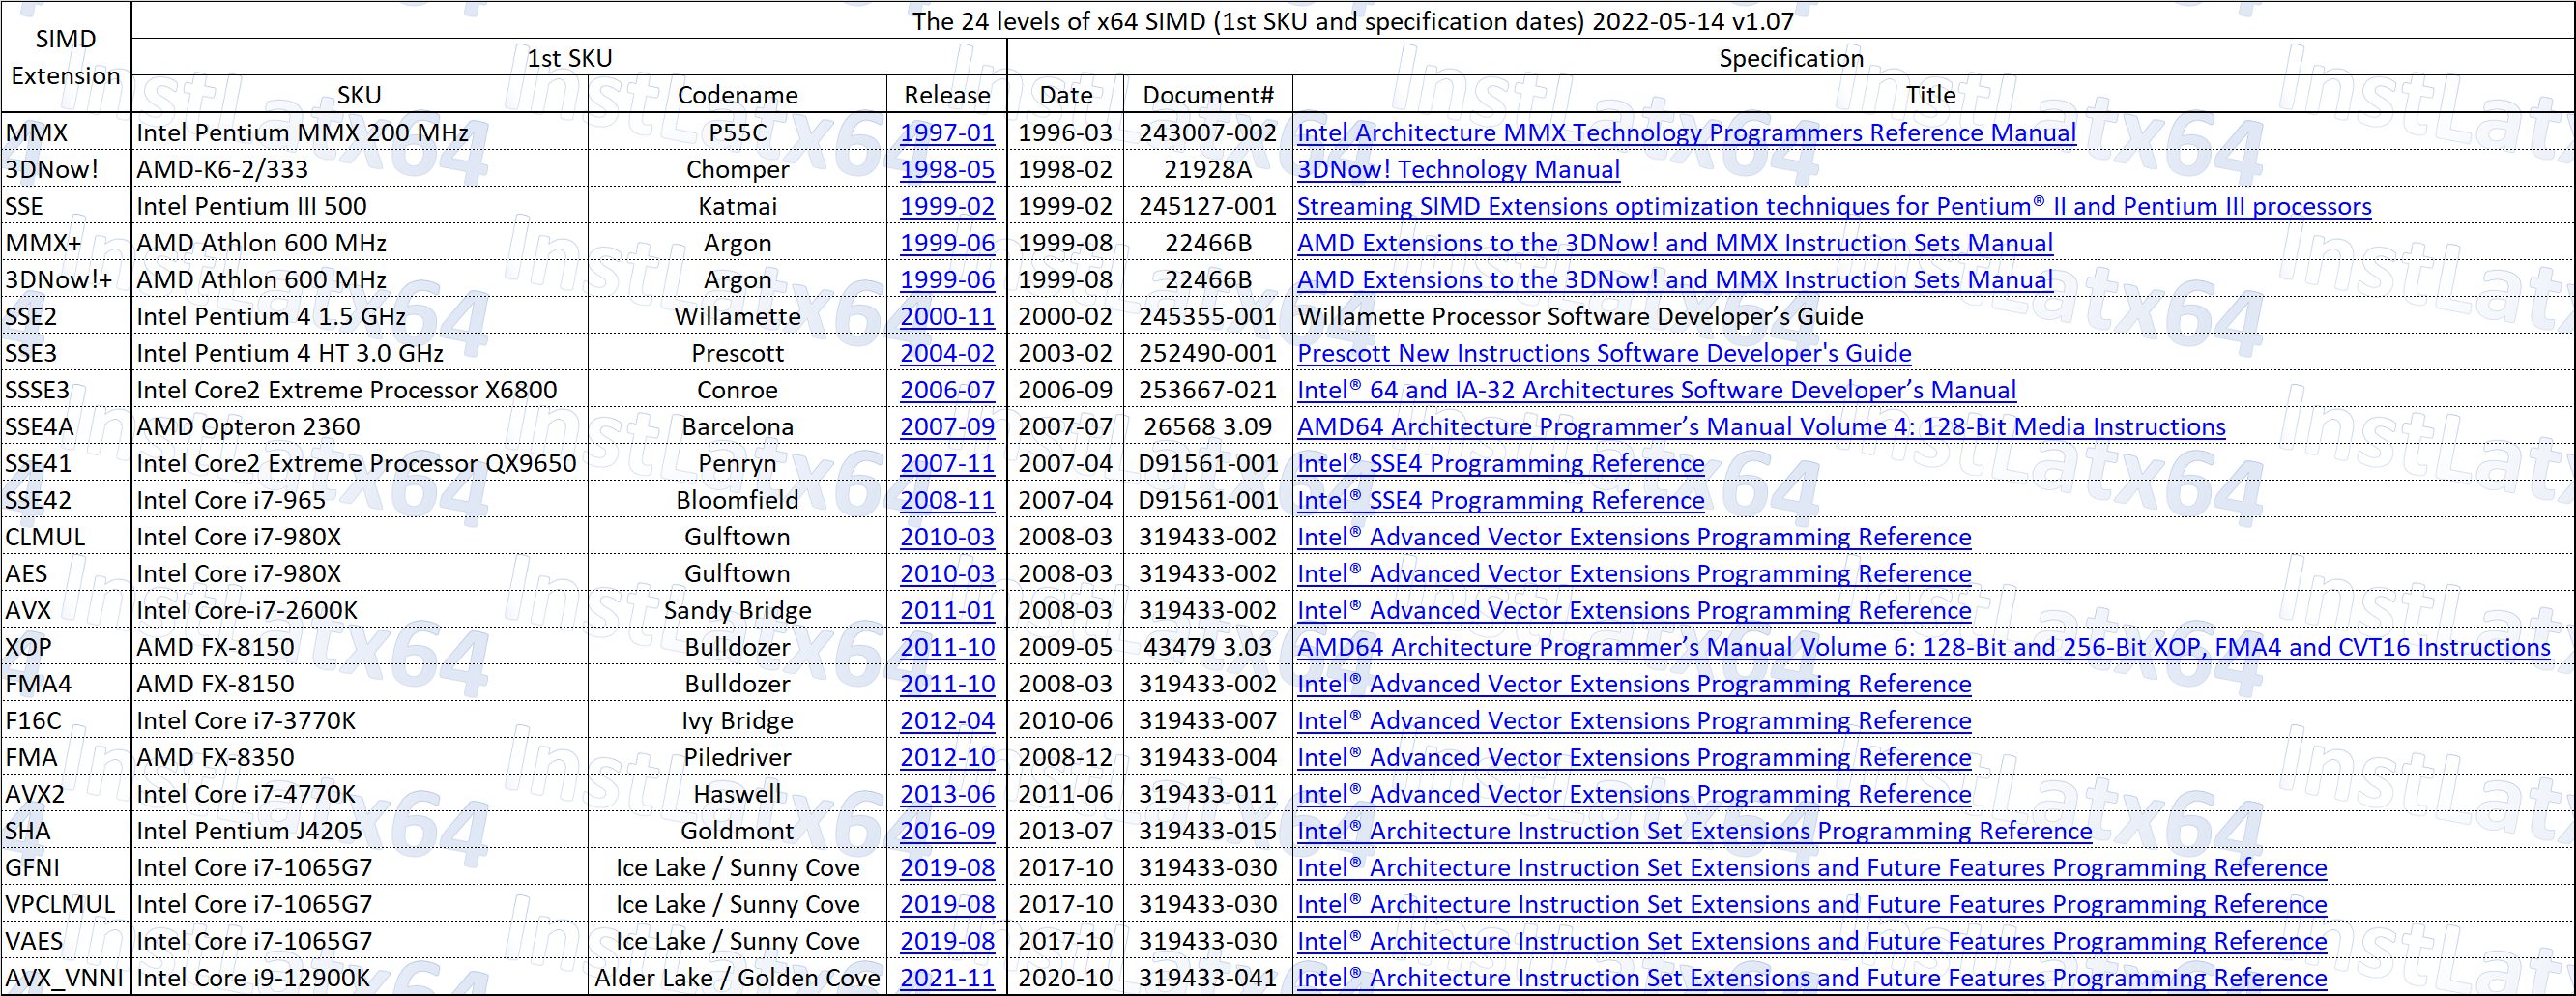 The 24 levels of x64 SIMD (1st SKU and specification dates) 2022-05-14 v1.07
SIMD Extension
1st SKU Specification
SKU Codename Release Date Document# Title
MMX Intel Pentium MMX 200 MHz P55C 1997-01 1996-03 243007-002 Intel Architecture MMX Technology Programmers Reference Manual
3DNow! AMD-K6-2/333 Chomper 1998-05 1998-02 21928A 3DNow! Technology Manual
SSE Intel Pentium III 500 Katmai 1999-02 1999-02 245127-001 Streaming SIMD Extensions optimization techniques for Pentium® II and Pentium III processors
MMX+ AMD Athlon 600 MHz Argon 1999-06 1999-08 22466B AMD Extensions to the 3DNow! and MMX Instruction Sets Manual
3DNow!+ AMD Athlon 600 MHz Argon 1999-06 1999-08 22466B AMD Extensions to the 3DNow! and MMX Instruction Sets Manual
SSE2 Intel Pentium 4 1.5 GHz Willamette 2000-11 2000-02 245355-001 Willamette Processor Software Developer’s Guide
SSE3 Intel Pentium 4 HT 3.0 GHz Prescott 2004-02 2003-02 252490-001 Prescott New Instructions Software Developer's Guide
SSSE3 Intel Core2 Extreme Processor X6800 Conroe 2006-07 2006-09 253667-021 Intel® 64 and IA-32 Architectures Software Developer’s Manual
SSE4A AMD Opteron 2360 Barcelona 2007-09 2007-07 26568 3.09 AMD64 Architecture Programmer’s Manual Volume 4: 128-Bit Media Instructions
SSE41 Intel Core2 Extreme Processor QX9650 Penryn 2007-11 2007-04 D91561-001 Intel® SSE4 Programming Reference
SSE42 Intel Core i7-965 Bloomfield 2008-11 2007-04 D91561-001 Intel® SSE4 Programming Reference
CLMUL Intel Core i7-980X Gulftown 2010-03 2008-03 319433-002 Intel® Advanced Vector Extensions Programming Reference
AES Intel Core i7-980X Gulftown 2010-03 2008-03 319433-002 Intel® Advanced Vector Extensions Programming Reference
AVX Intel Core-i7-2600K Sandy Bridge 2011-01 2008-03 319433-002 Intel® Advanced Vector Extensions Programming Reference
XOP AMD FX-8150 Bulldozer 2011-10 2009-05 43479 3.03 AMD64 Architecture Programmer’s Manual Volume 6: 128-Bit and 256-Bit XOP, FMA4 and CVT16 Instructions
FMA4 AMD FX-8150 Bulldozer 2011-10 2008-03 319433-002 Intel® Advanced Vector Extensions Programming Reference
F16C Intel Core i7-3770K Ivy Bridge 2012-04 2010-06 319433-007 Intel® Advanced Vector Extensions Programming Reference
FMA AMD FX-8350 Piledriver 2012-10 2008-12 319433-004 Intel® Advanced Vector Extensions Programming Reference
AVX2 Intel Core i7-4770K Haswell 2013-06 2011-06 319433-011 Intel® Advanced Vector Extensions Programming Reference
SHA Intel Pentium J4205 Goldmont 2016-09 2013-07 319433-015 Intel® Architecture Instruction Set Extensions Programming Reference
GFNI Intel Core i7-1065G7 Ice Lake / Sunny Cove 2019-08 2017-10 319433-030 Intel® Architecture Instruction Set Extensions and Future Features Programming Reference
VPCLMUL Intel Core i7-1065G7 Ice Lake / Sunny Cove 2019-08 2017-10 319433-030 Intel® Architecture Instruction Set Extensions and Future Features Programming Reference
VAES Intel Core i7-1065G7 Ice Lake / Sunny Cove 2019-08 2017-10 319433-030 Intel® Architecture Instruction Set Extensions and Future Features Programming Reference
AVX_VNNI Intel Core i9-12900K Alder Lake / Golden Cove 2021-11 2020-10 319433-041 Intel® Architecture Instruction Set Extensions and Future Features Programming Reference
InstLatx64